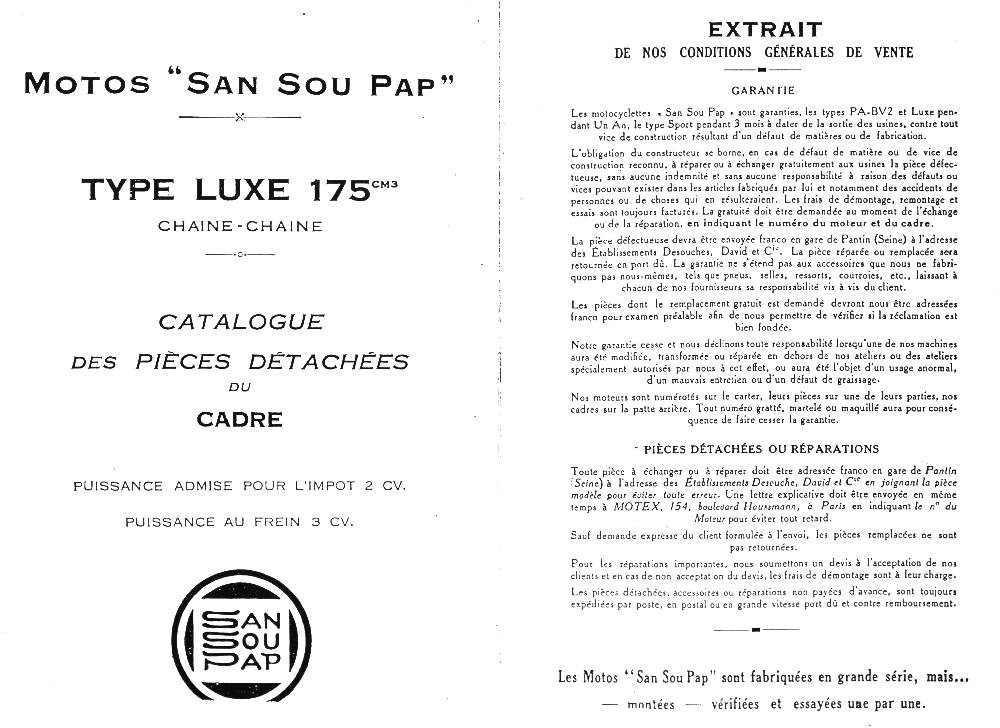 MOTOS "SAN SOU PAP"
TYPE LUXE 175CM3
CHAINE-CHAINE
CATALOGUE
DES PIÈCES DÉTACHÉES
DU
CADRE
PUISSANCE ADMISE POUR L'IMPOT 2 CV.
PUISSANCE AU FREIN 3 CV.
SAN
SOU
PAP
EXTRAIT
DE NOS CONDITIONS GÉNÉRALES DE VENTE
GARANTIE
Les motocyclettes « San Sou Pap » sont garanties, les types PA-BV2 et Luxe pen-
dant Un An, le type Sport pendant 3 mois à dater de la sortie des usines, contre tout
vice de construction résultant d'un défaut de matières ou de fabrication.
L'obligation du constructeur se borne, en cas de défaut de matière ou de vice de
construction reconnu, à réparer ou à échanger gratuitement aux usines la pièce défec-
tueuse, sans aucune indemnité et sans aucune responsabilité à raison des défauts ou
vices pouvant exister dans les articles fabriqués par lui et notamment des accidents de
personnes ou de choses qui en résulteraient. Les frais de démontage, remontage et
essais sont toujours facturés. La gratuité doit être demandée au moment de l'échange
ou de la réparation, en indiquant le numéro du moteur et du cadre.
La pièce défectueuse devra être envoyée franco en gare de Pantin (Seine) à l'adresse
des Établissements Desouches, David et Cie. La pièce réparée ou remplacée sera
retournée en port dû. La garantie ne s'étend pas aux accessoires que nous ne fabri-
quons pas nous-mêmes, tels que pneus, selles, ressorts, courroies, etc., laissant à
chacun de nos fournisseurs sa responsabilité vis à vis du client.
Les pièces dont le remplacement gratuit est demandé devront nous être adressées
franco pour examen préalable afin de nous permettre de vérifier si la réclamation est
bien fondée.
Notre garantie cesse et nous déclinons toute responsabilité lorsqu'une de nos machines
aura été modifiée, transformée ou réparée en dehors de nos ateliers ou des ateliers
spécialement autorisés par nous à cet effet, ou aura été l'objet d'un usage anormal,
d'un mauvais entretien ou d'un défaut de graissage.
Nos moteurs sont numérotés sur le carter, leurs pièces sur une de leurs parties, nos
cadres sur la patte arrière. Tout numéro gratté, martelé ou maquillé aura pour consé-
quence de faire cesser la garantie.
PIÈCES DÉTACHÉES OU RÉPARATIONS
Toute pièce à échanger ou à réparer doit être adressée franco en gare de Pantin
(Seine) à l'adresse des Établissements Desouche, David et Cie en joignant la pièce
modèle pour éviter toute erreur. Une lettre explicative doit être envoyée en même
temps à MOTEX, 154, boulevard Haussmann, à Paris en indiquant le n° du
Moteur pour éviter tout retard.
Sauf demande expresse du client formulée à l'envoi, les pièces remplacées ne sont
pas retournées.
Pour les réparations importantes, nous soumettons un devis à l'acceptation de nos
clients et en cas de non acceptation du devis, les frais de démontage sont à leur charge.
Les pièces détachées, accessoires ou réparations non payées d'avance, sont toujours
expédiées par poste, en postal ou en grande vitesse port dû et contre remboursement.
Les Motos "San Sou Pap" sont fabriquées en grande série, mais...
— montées — vérifiées et essayées une par une.